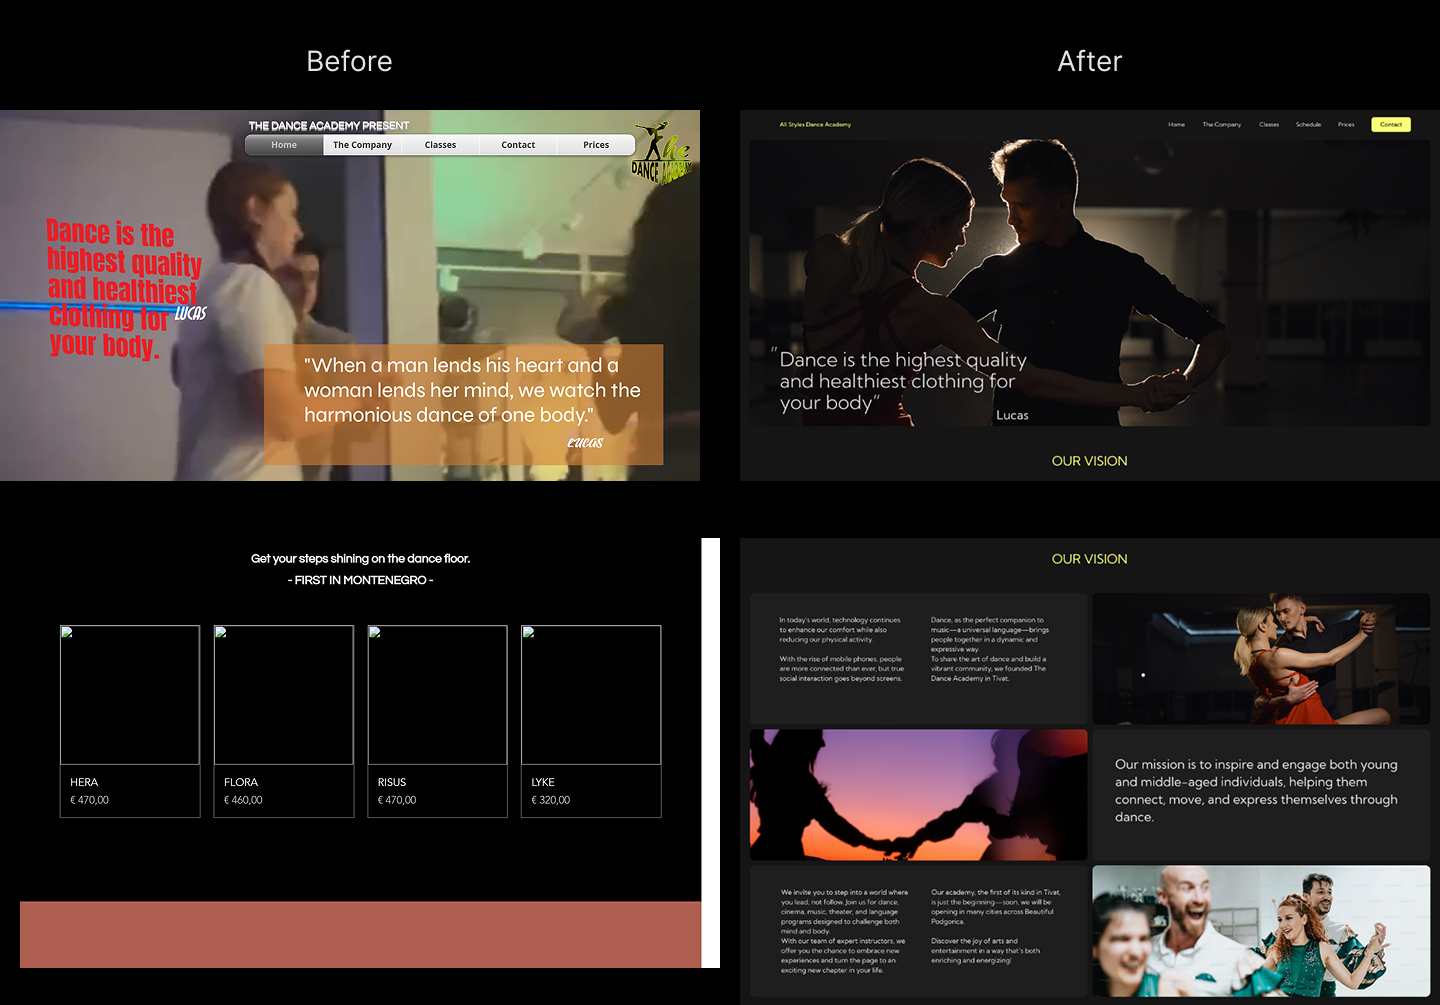 Before
After
THE DANCE ACADEMY PRESENT
Home
The Company
Classes
Contact
Prices
The
DANCE ACADEMY
Dance is the
highest quality
and healthiest
clothing for
your body.
LUCAS
"When a man lends his heart and a
woman lends her mind, we watch the
harmonious dance of one body."
LUCAS
All Styles Dance Academy
Home
The Company
Classes
Schedule
Prices
Contact
"Dance is the highest quality
and healthiest clothing for
your body"
Lucas
OUR VISION
Get your steps shining on the dance floor.
- FIRST IN MONTENEGRO -
HERA
€ 470,00
FLORA
€ 460,00
RISUS
€ 470,00
LYKE
€ 320,00
OUR VISION
In today's world, technology continues
to enhance our comfort while also
reducing our physical activity.
With the rise of mobile phones, people
are more connected than ever, but true
social interaction goes beyond screens.
Dance, as the perfect companion to
music—a universal language—brings
people together in a dynamic and
expressive way.
To share the art of dance and build a
vibrant community, we founded The
Dance Academy in Tivat.
Our mission is to inspire and engage both young
and middle-aged individuals, helping them
connect, move, and express themselves through
dance.
We invite you to step into a world where
you lead, not follow. Join us for dance,
cinema, music, theater, and language
programs designed to challenge both
mind and body.
With our team of expert instructors, we
offer you the chance to embrace new
experiences and turn the page to an
exciting new chapter in your life.
Our academy, the first of its kind in Tivat,
is just the beginning—soon, we will be
opening in many cities across Beautiful
Podgorica.
Discover the joy of arts and
entertainment in a way that's both
enriching and energizing!